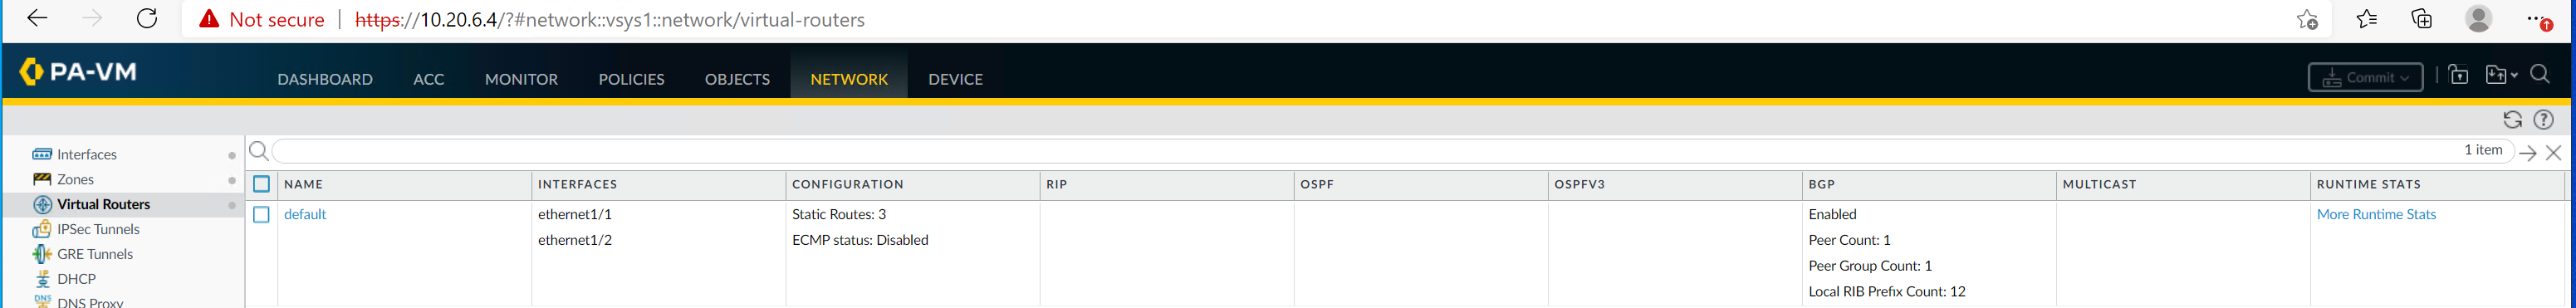 Not secure | https://10.20.6.4/?#network::vsys1::network/virtual-routers
PA-VM
DASHBOARD ACC MONITOR POLICIES OBJECTS NETWORK DEVICE
Commit
Interfaces
Zones
Virtual Routers
IPSec Tunnels
GRE Tunnels
DHCP
DNS Proxy
1 item
NAME INTERFACES CONFIGURATION RIP OSPF OSPFV3 BGP MULTICAST RUNTIME STATS
default ethernet1/1 Static Routes: 3 Enabled More Runtime Stats
ethernet1/2 ECMP status: Disabled Peer Count: 1
Peer Group Count: 1
Local RIB Prefix Count: 12